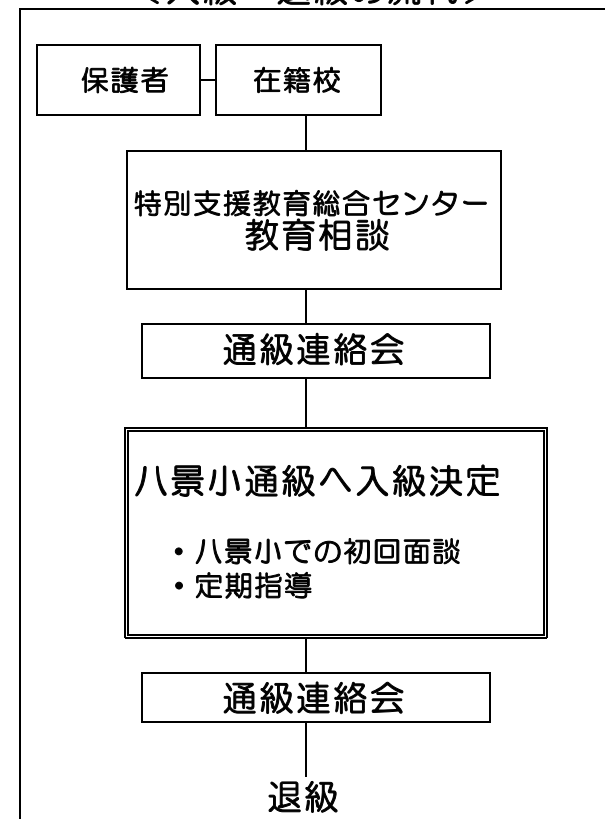 保護者 在籍校
特別支援教育総合センター
教育相談
通級連絡会
八景小通級へ入級決定
・八景小での初回面談
・定期指導
通級連絡会
退級